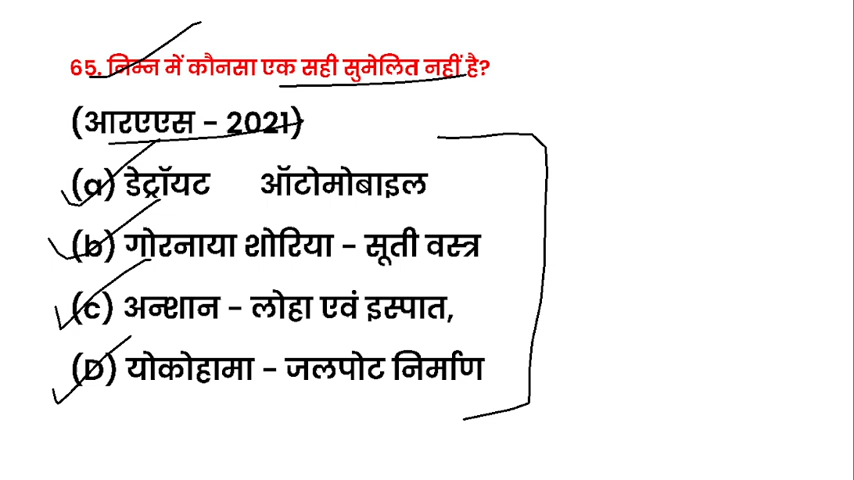 65. निम्न में कौनसा एक सही सुमेलित नहीं है?
(आरएएस - 2021)
(a) डेट्रॉयट ऑटोमोबाइल
(b) गोरनाया शोरिया - सूती वस्त्र
(c) अन्शान - लोहा एवं इस्पात,
(D) योकोहामा - जलपोट निर्माण